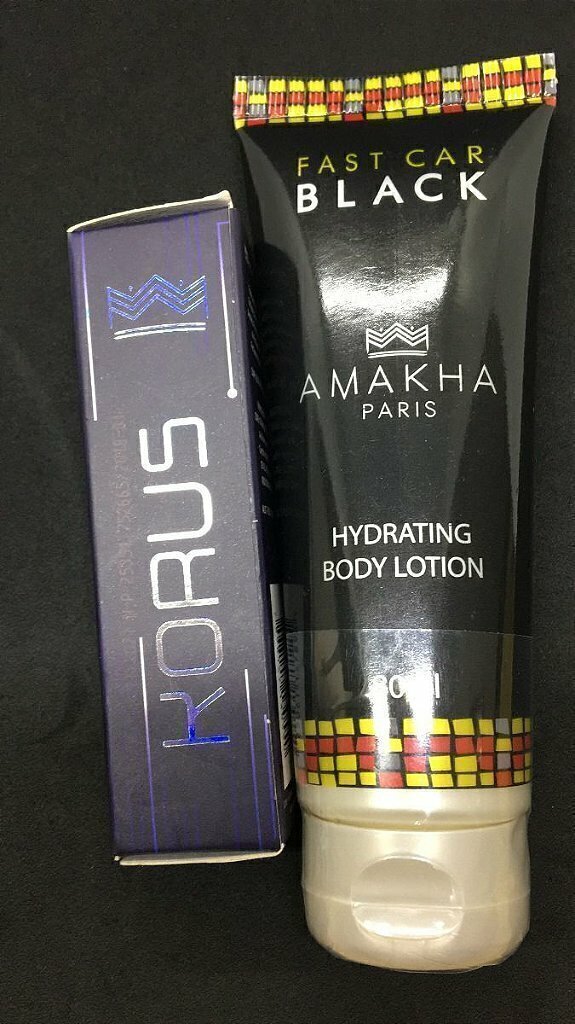 KORUS
FAST CAR
BLACK
AMAKHA
PARIS
HYDRATING
BODY LOTION